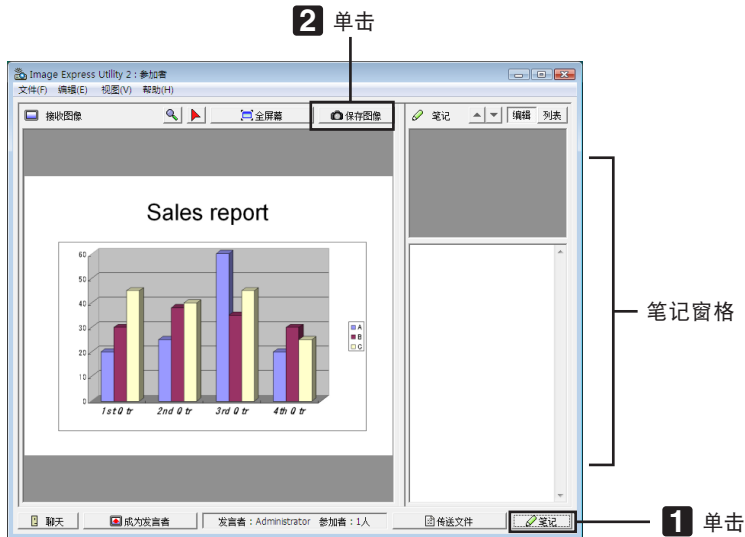 2 单击
Image Express Utility 2 : 参加者
文件(F) 编辑(E) 视图(V) 帮助(H)
接收图像 全屏幕 保存图像 笔记 编辑 列表
Sales report
60
50
40
30
20
10
0
A
B
C
1st Q tr 2nd Q tr 3rd Q tr 4th Q tr
笔记窗格
聊天 成为发言者 发言者：Administrator 参加者：1人 传送文件 笔记
1 单击